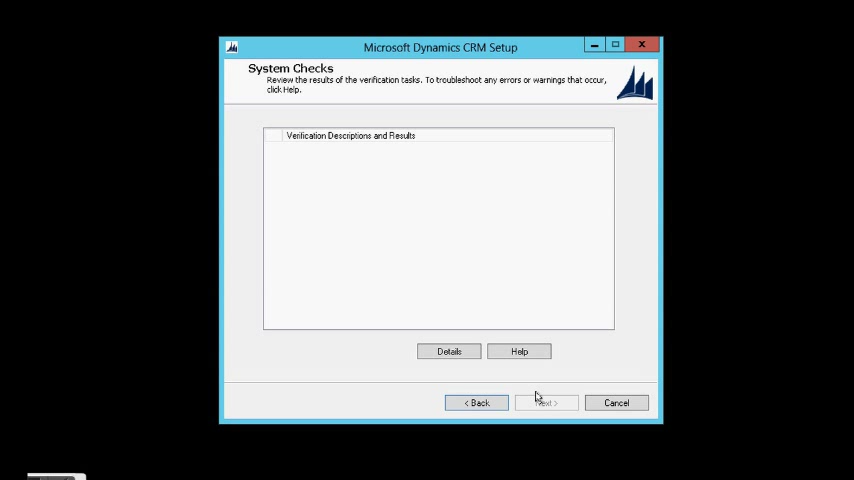 Microsoft Dynamics CRM Setup
System Checks
Review the results of the verification tasks. To troubleshoot any errors or warnings that occur,
click Help.
Verification Descriptions and Results
Details
Help
< Back
Next >
Cancel